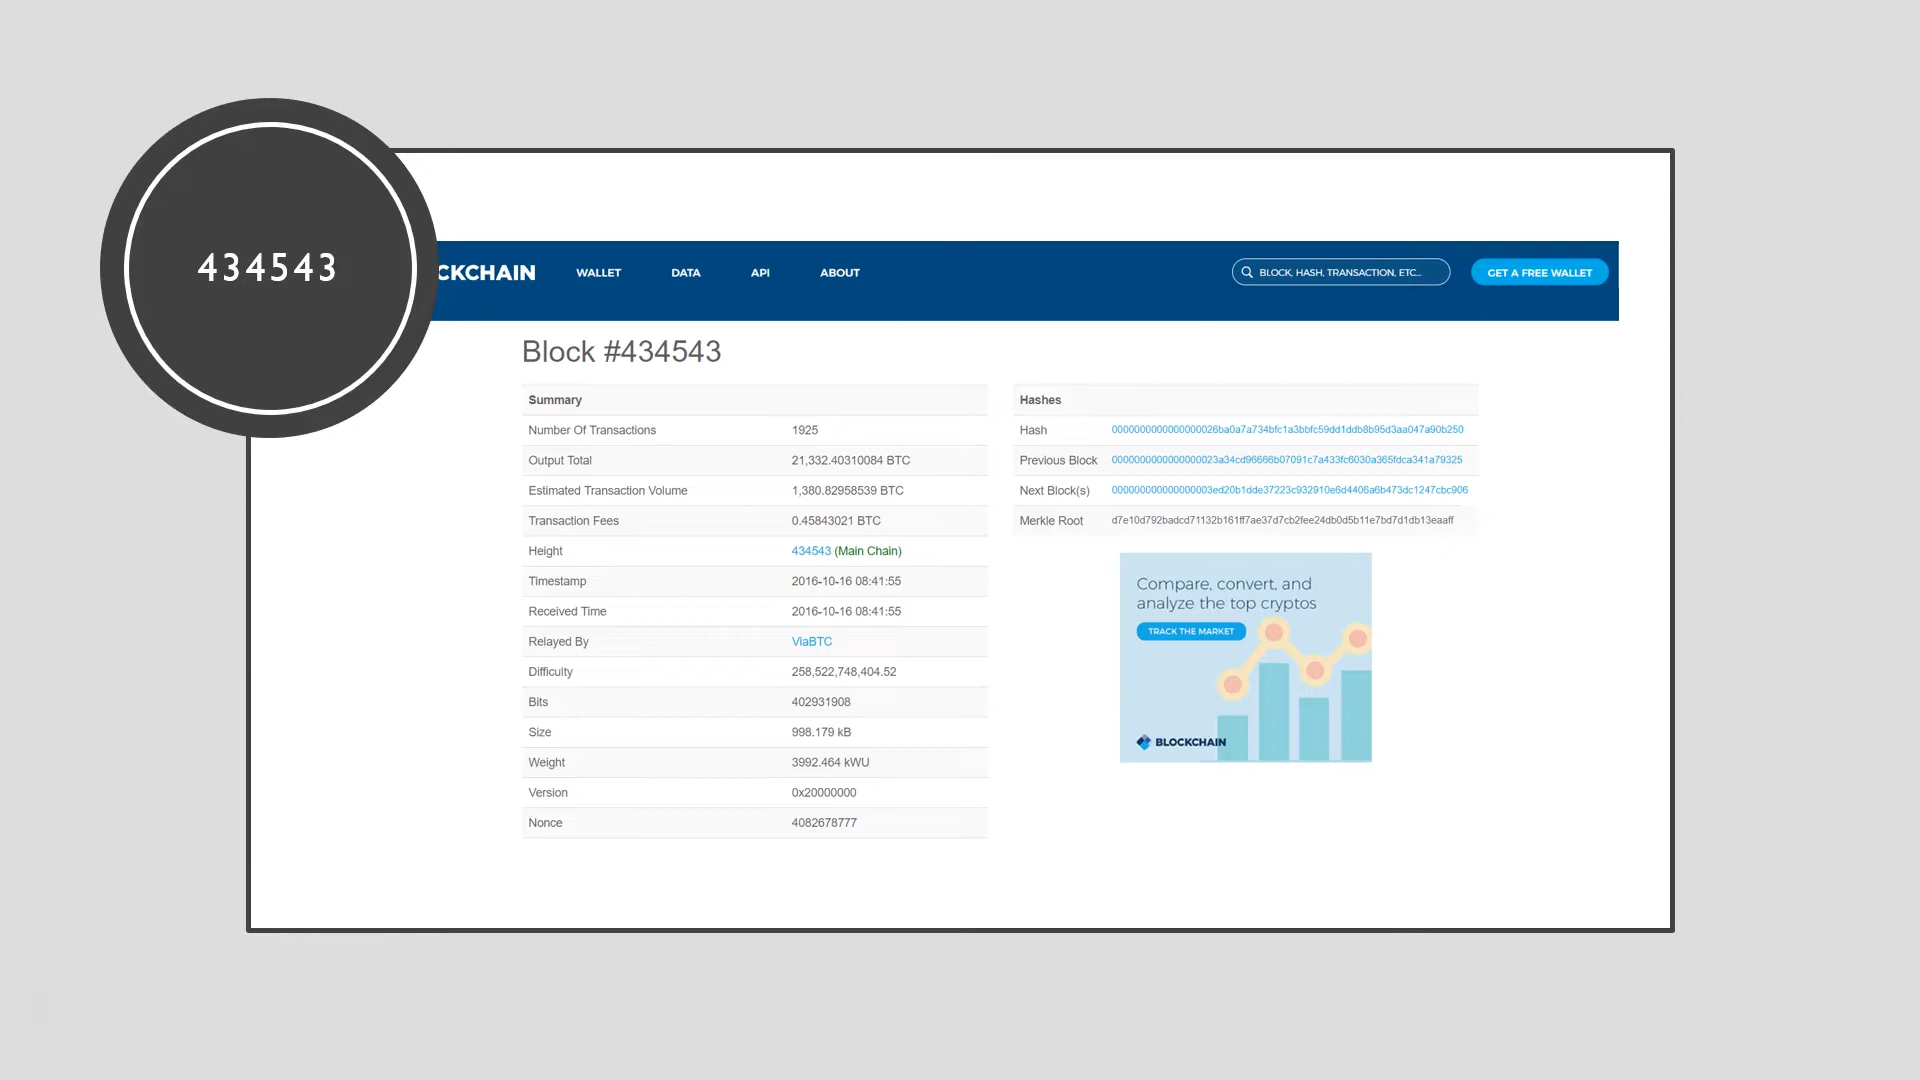 434543
CKCHAIN WALLET DATA API ABOUT BLOCK, HASH, TRANSACTION, ETC... GET A FREE WALLET
Block #434543
Summary
Number Of Transactions 1925
Output Total 21,332.40310084 BTC
Estimated Transaction Volume 1,380.82958539 BTC
Transaction Fees 0.45843021 BTC
Height 434543 (Main Chain)
Timestamp 2016-10-16 08:41:55
Received Time 2016-10-16 08:41:55
Relayed By ViaBTC
Difficulty 258,522,748,404.52
Bits 402931908
Size 998.179 kB
Weight 3992.464 kWU
Version 0x20000000
Nonce 4082678777
Hashes
Hash 0000000000000000026ba0a7a734bfc1a3bbfc59dd1ddb8b95d3aa047a90b250
Previous Block 0000000000000000023a34cd96666b07091c7a433fc6030a365fdca341a79325
Next Block(s) 000000000000000003ed20b1dde37223c932910e6d4406a6b473dc1247cbc906
Merkle Root d7e10d792badcd71132b161ff7ae37d7cb2fee24db0d5b11e7bd7d1db13eaaff
Compare, convert, and
analyze the top cryptos
TRACK THE MARKET
BLOCKCHAIN